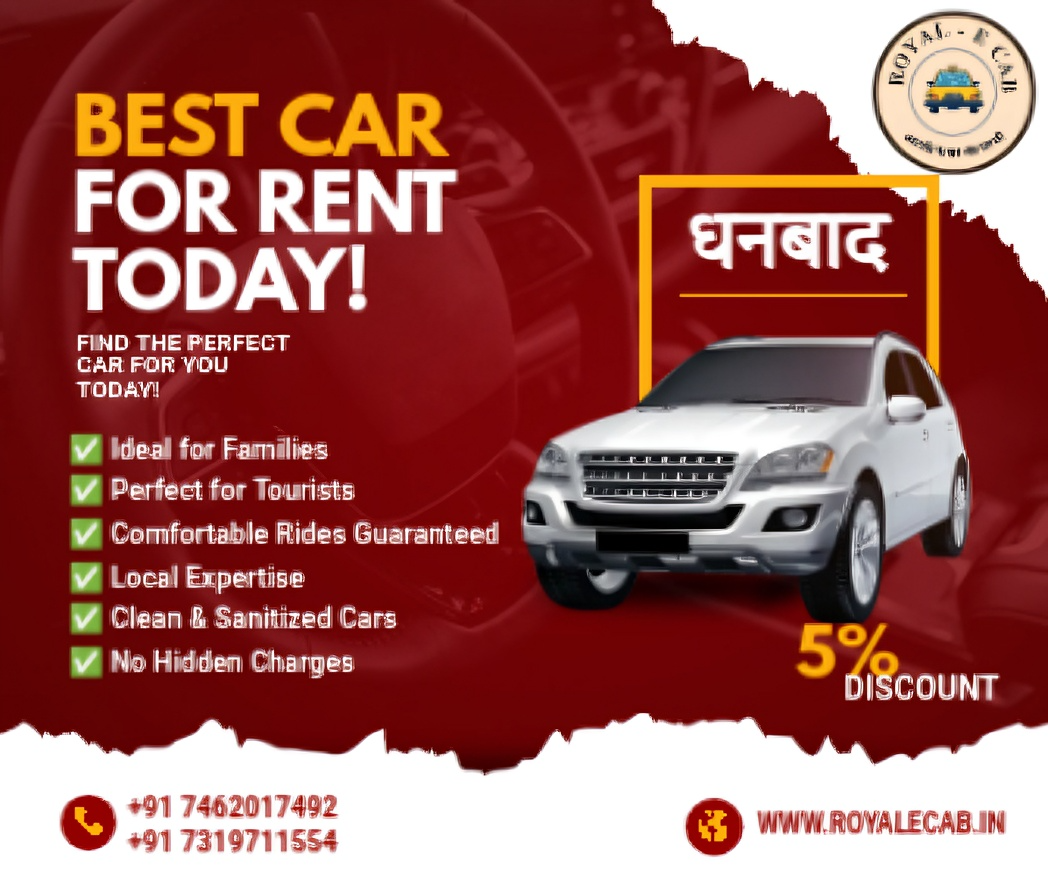 ROYAL - E CAB
BEST CAR
FOR RENT
TODAY!
धनबाद
FIND THE PERFECT
CAR FOR YOU
TODAY!
✅ Ideal for Families
✅ Perfect for Tourists
✅ Comfortable Rides Guaranteed
✅ Local Expertise
✅ Clean & Sanitized Cars
✅ No Hidden Charges
5%
DISCOUNT
+91 7462017492
+91 7319711554
WWW.ROYALECAB.IN